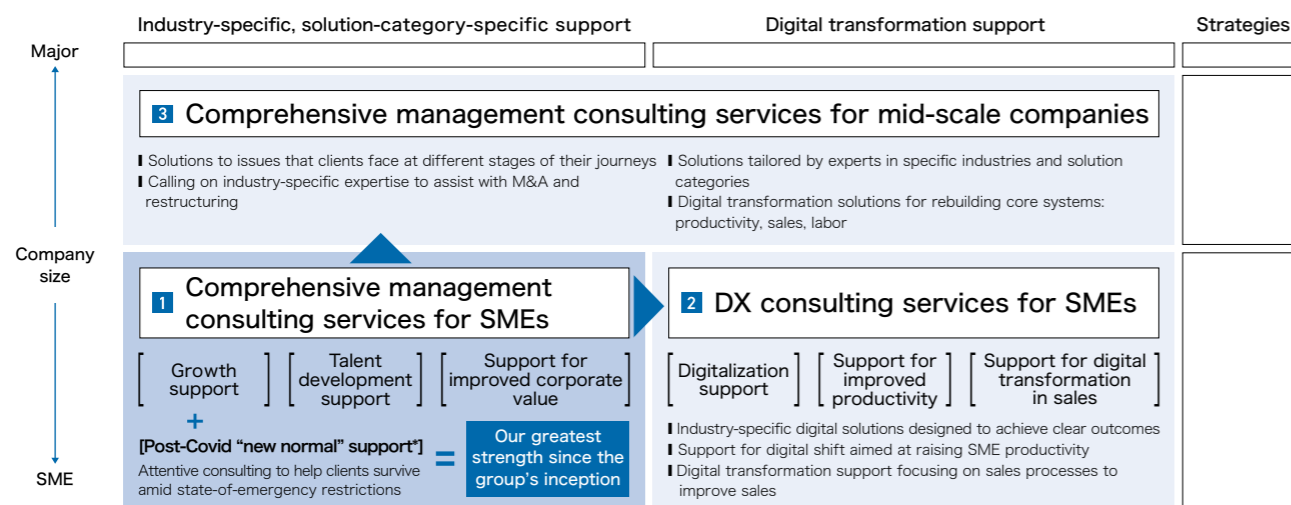 Industry-specific, solution-category-specific support
Digital transformation support
Strategies
Major
Company
size
SME
3 Comprehensive management consulting services for mid-scale companies
Solutions to issues that clients face at different stages of their journeys
Calling on industry-specific expertise to assist with M&A and
restructuring
Solutions tailored by experts in specific industries and solution
categories
Digital transformation solutions for rebuilding core systems:
productivity, sales, labor
1 Comprehensive management
consulting services for SMEs
[Growth
support]
[Talent
development
support]
[Support for
improved corporate
value]
+
[Post-Covid “new normal” support*]
Attentive consulting to help clients survive
amid state-of-emergency restrictions
=
Our greatest
strength since the
group’s inception
2 DX consulting services for SMEs
[Digitalization
support]
[Support for
improved
productivity]
[Support for digital
transformation
in sales]
Industry-specific digital solutions designed to achieve clear outcomes
Support for digital shift aimed at raising SME productivity
Digital transformation support focusing on sales processes to
improve sales